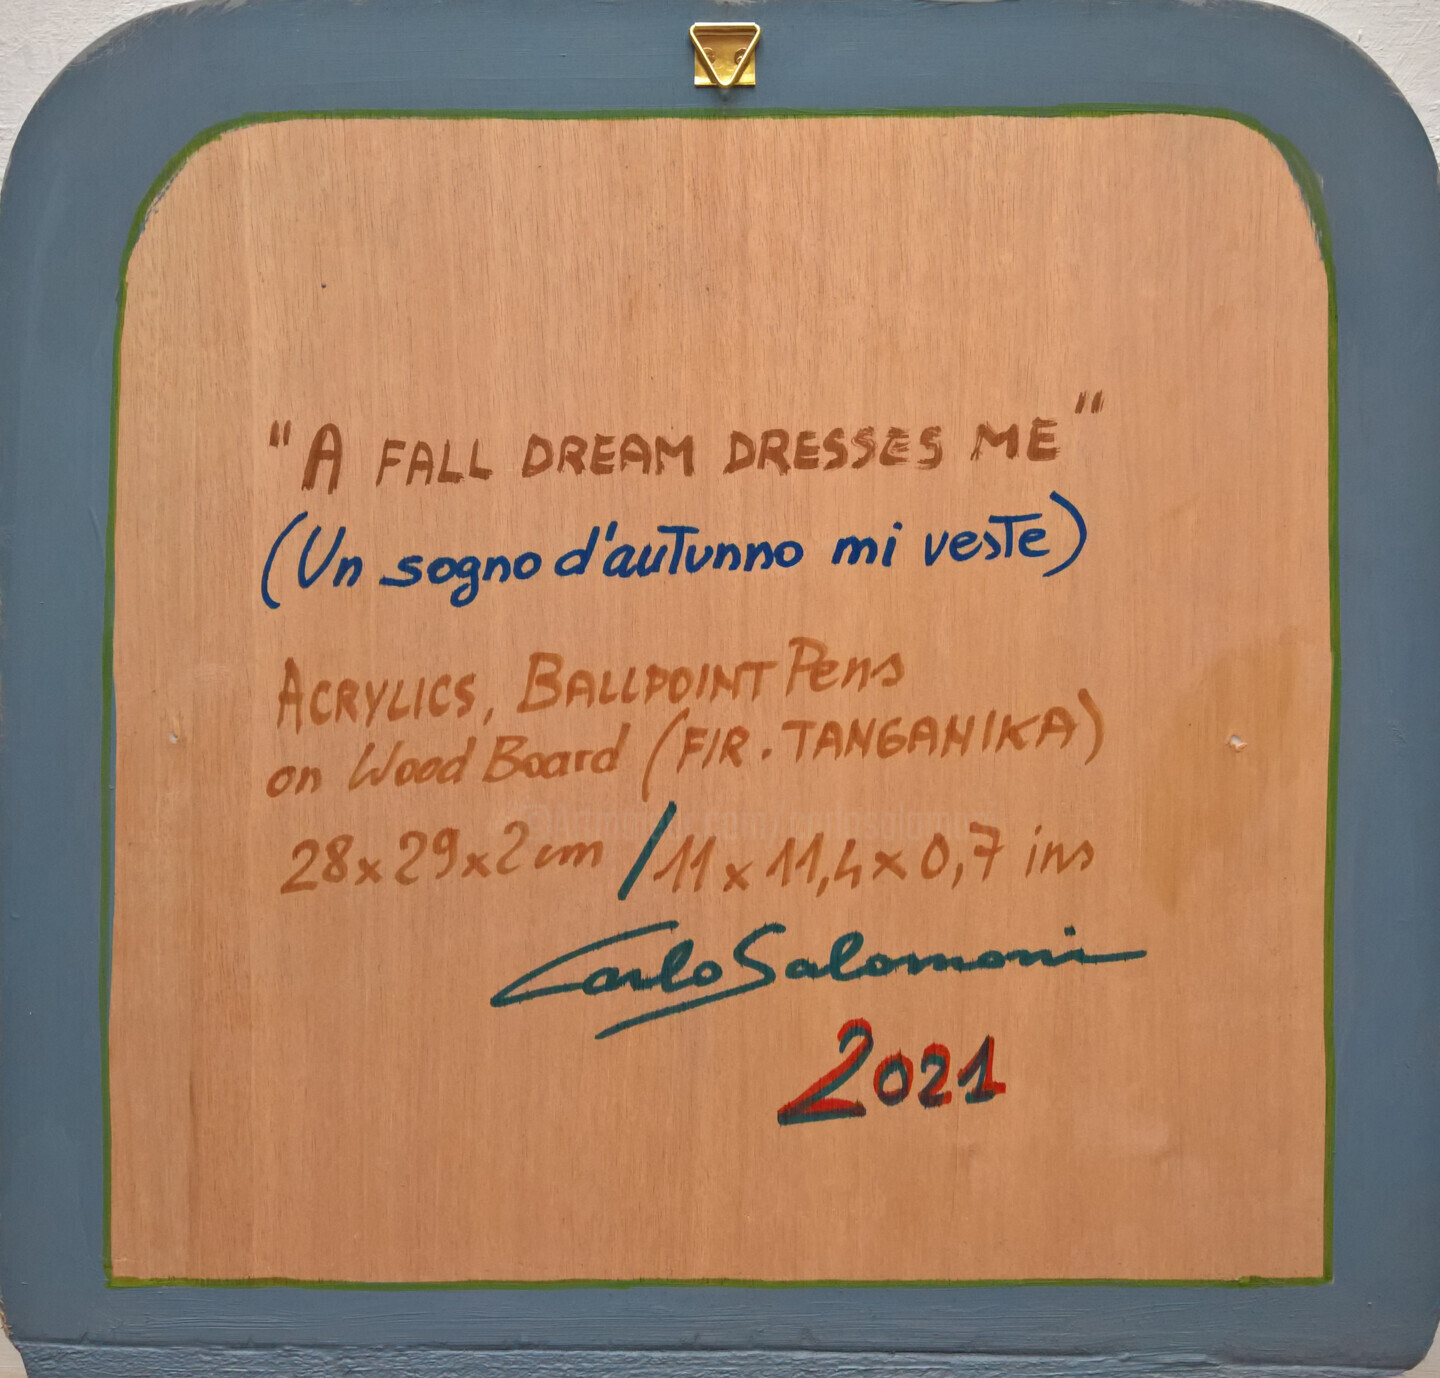 "A FALL DREAM DRESSES ME"
(Un sogno d'autunno mi veste)
ACRYLICS, BALLPOINT Pens
on Wood Board (FIR. TANGANIKA)
28x29x2cm / 11x11,4x0,7 ins
Carlo Salomoni
2021